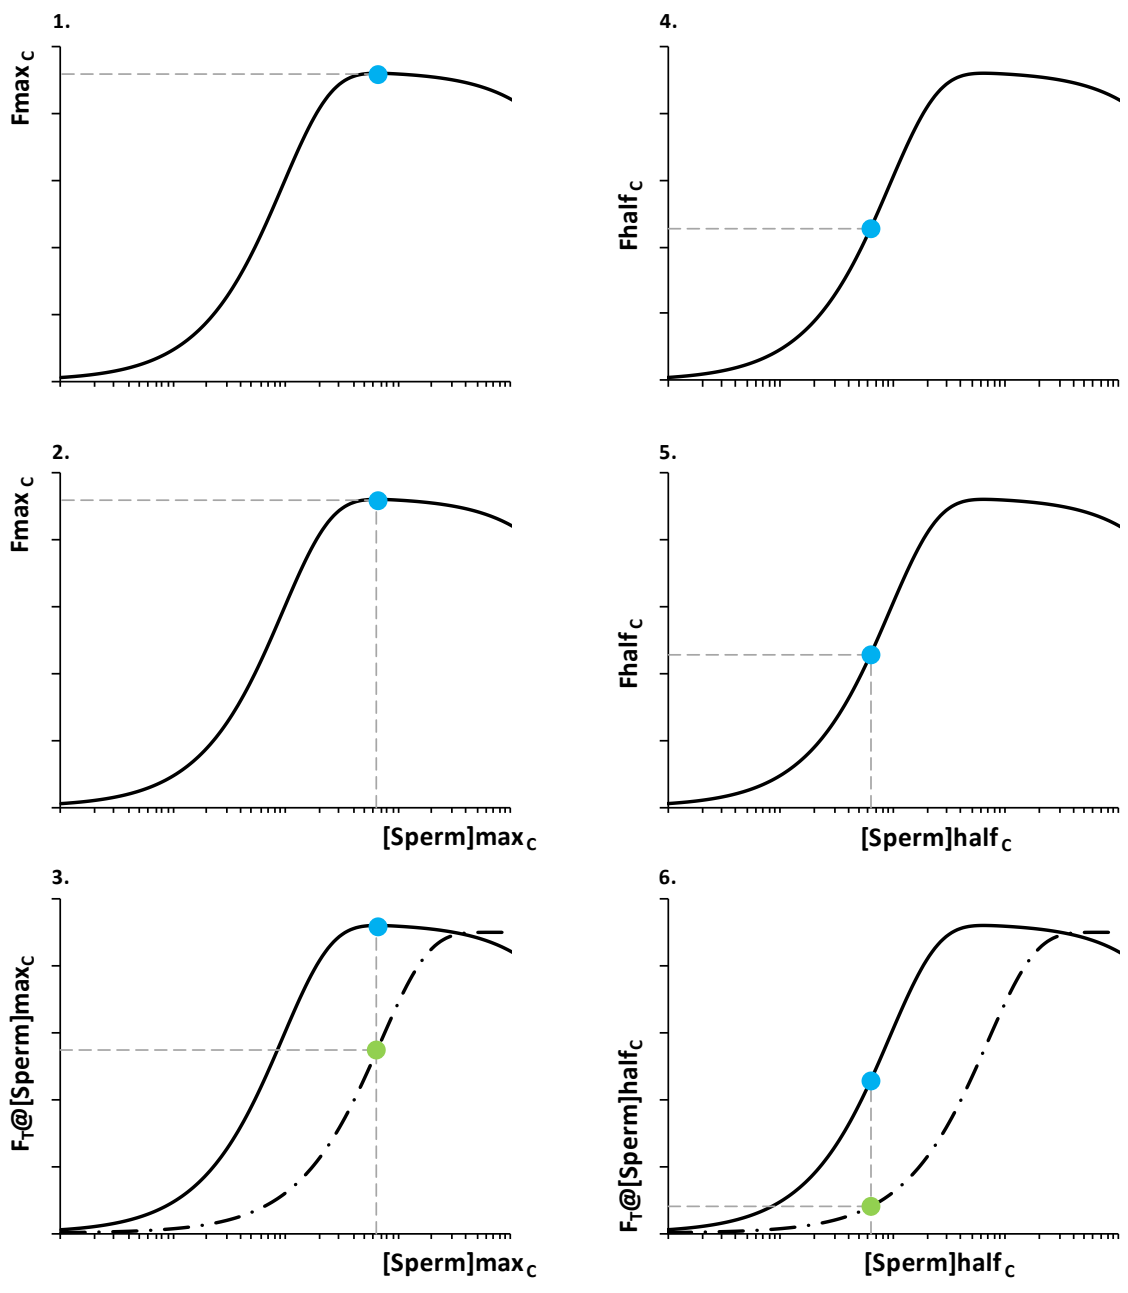 1.
Fmax C
4.
Fhalf C
2.
Fmax C
[Sperm]max C
5.
Fhalf C
[Sperm]half C
3.
FT@[Sperm]maxC
[Sperm]max C
6.
FT@[Sperm]half C
[Sperm]half C